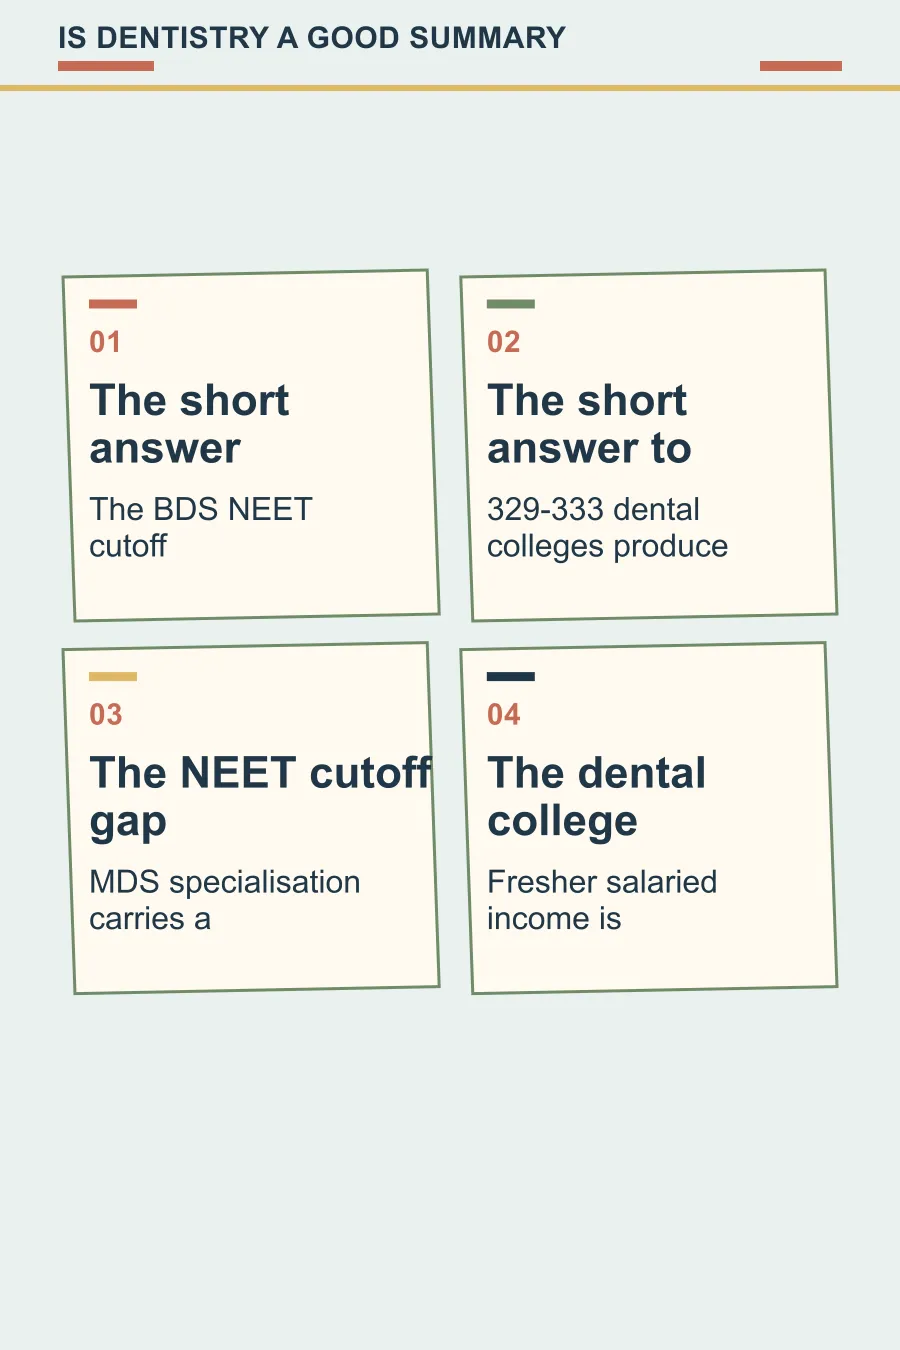 IS DENTISTRY A GOOD SUMMARY
01
The short
answer
The BDS NEET
cutoff
02
The short
answer to
329-333 dental
colleges produce
03
The NEET cutoff
gap
MDS specialisation
carries a
04
The dental
college
Fresher salaried
income is